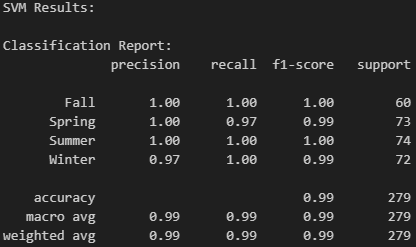 SVM Results:
Classification Report:
precision recall f1-score support
Fall 1.00 1.00 1.00 60
Spring 1.00 0.97 0.99 73
Summer 1.00 1.00 1.00 74
Winter 0.97 1.00 0.99 72
accuracy 0.99 279
macro avg 0.99 0.99 0.99 279
weighted avg 0.99 0.99 0.99 279